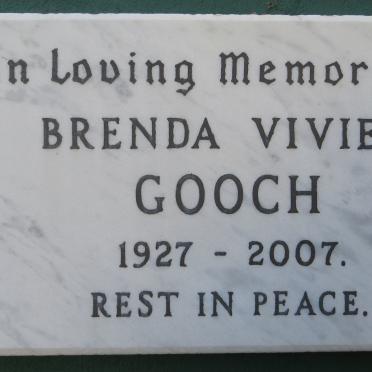 n Loving Memor
BRENDA VIVIE
GOOCH
1927 - 2007.
REST IN PEACE.